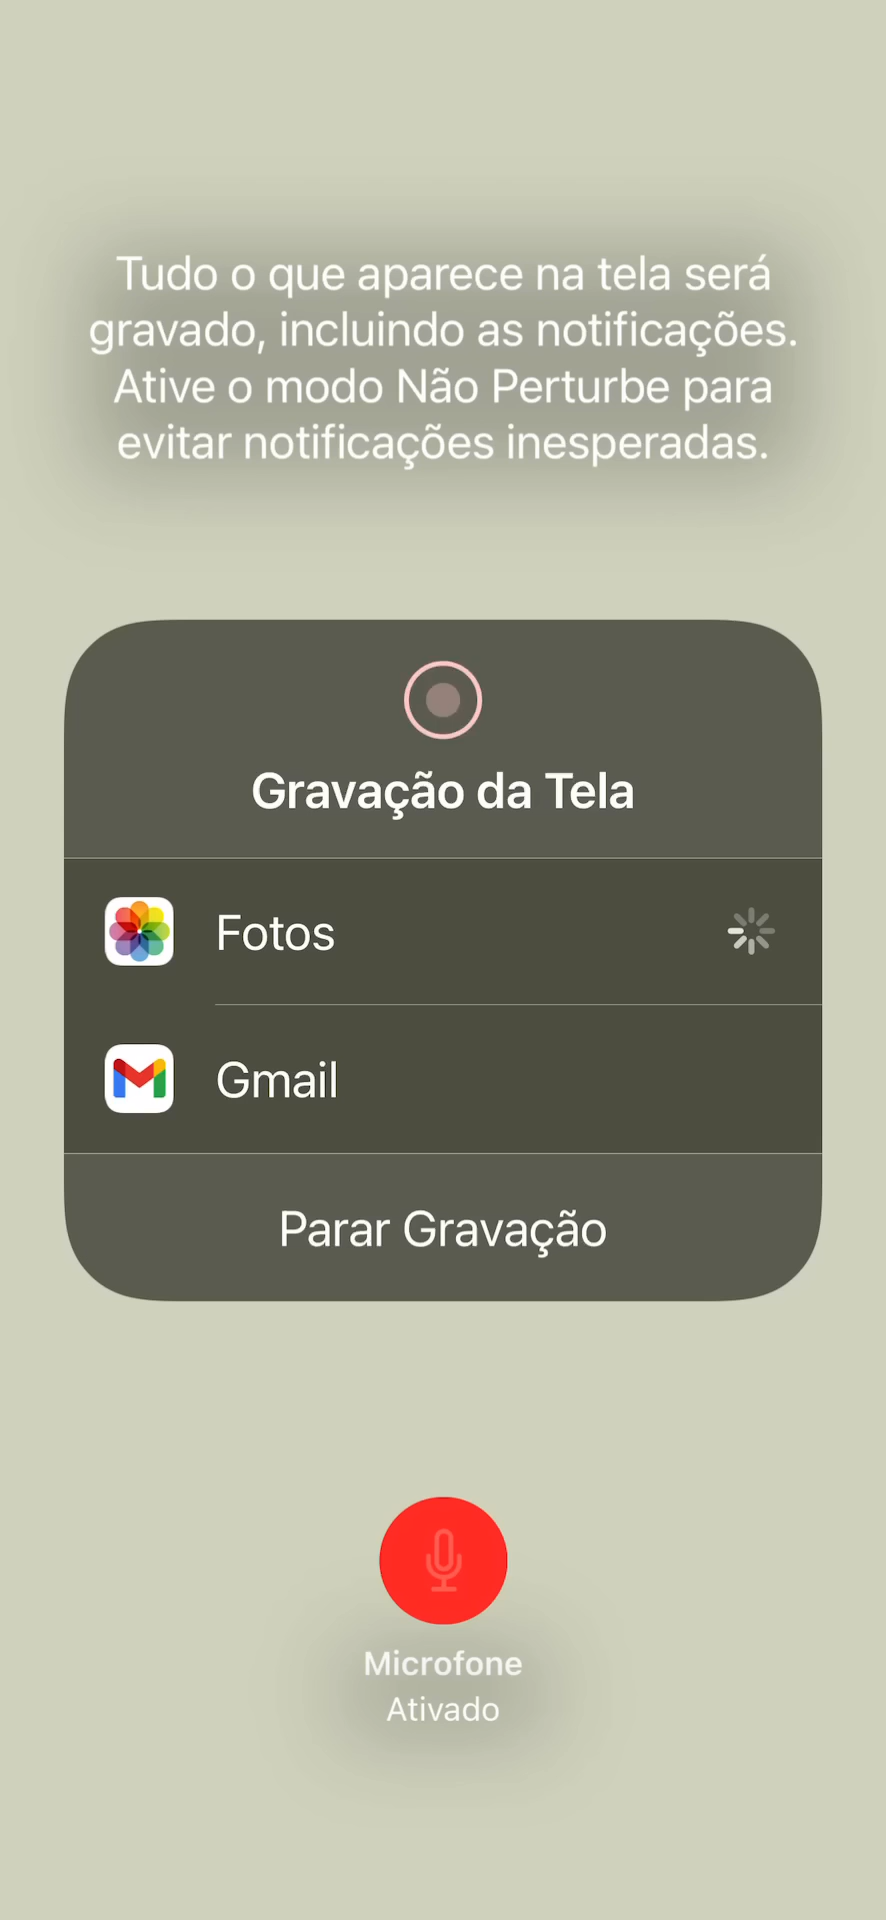 Tudo o que aparece na tela será
gravado, incluindo as notificações.
Ative o modo Não Perturbe para
evitar notificações inesperadas.
Gravação da Tela
Fotos
Gmail
Parar Gravação
Microfone
Ativado